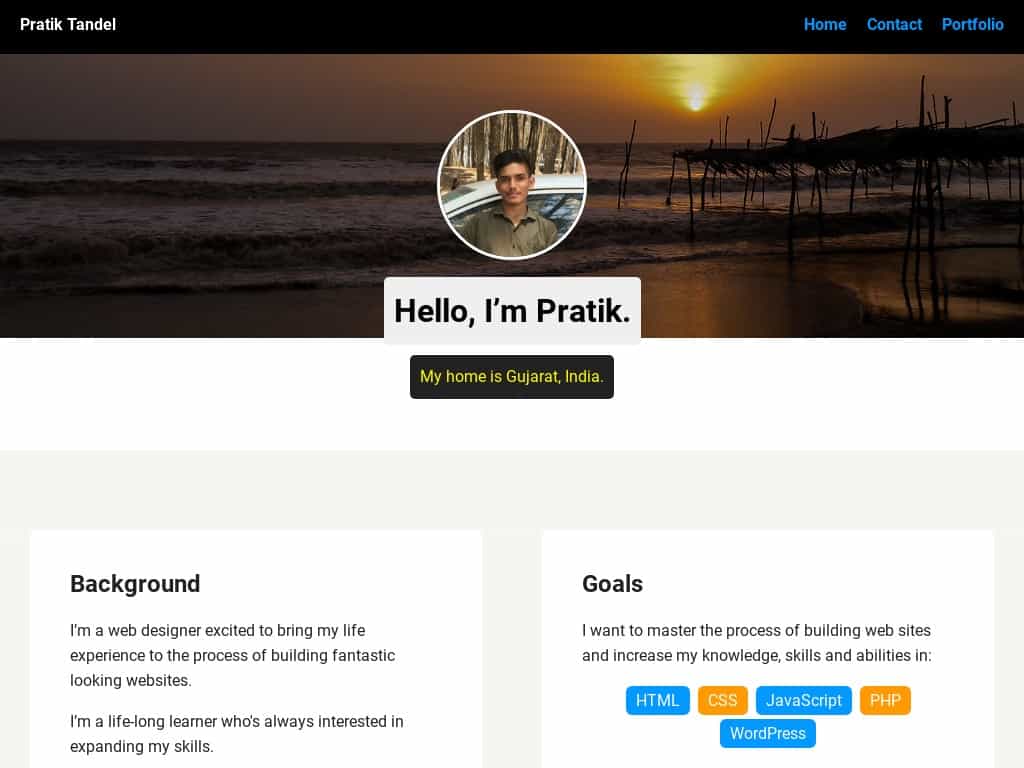 Pratik Tandel
Home Contact Portfolio
Hello, I’m Pratik.
My home is Gujarat, India.
Background
I’m a web designer excited to bring my life
experience to the process of building fantastic
looking websites.
I’m a life-long learner who's always interested in
expanding my skills.
Goals
I want to master the process of building web sites
and increase my knowledge, skills and abilities in:
HTML CSS JavaScript PHP
WordPress